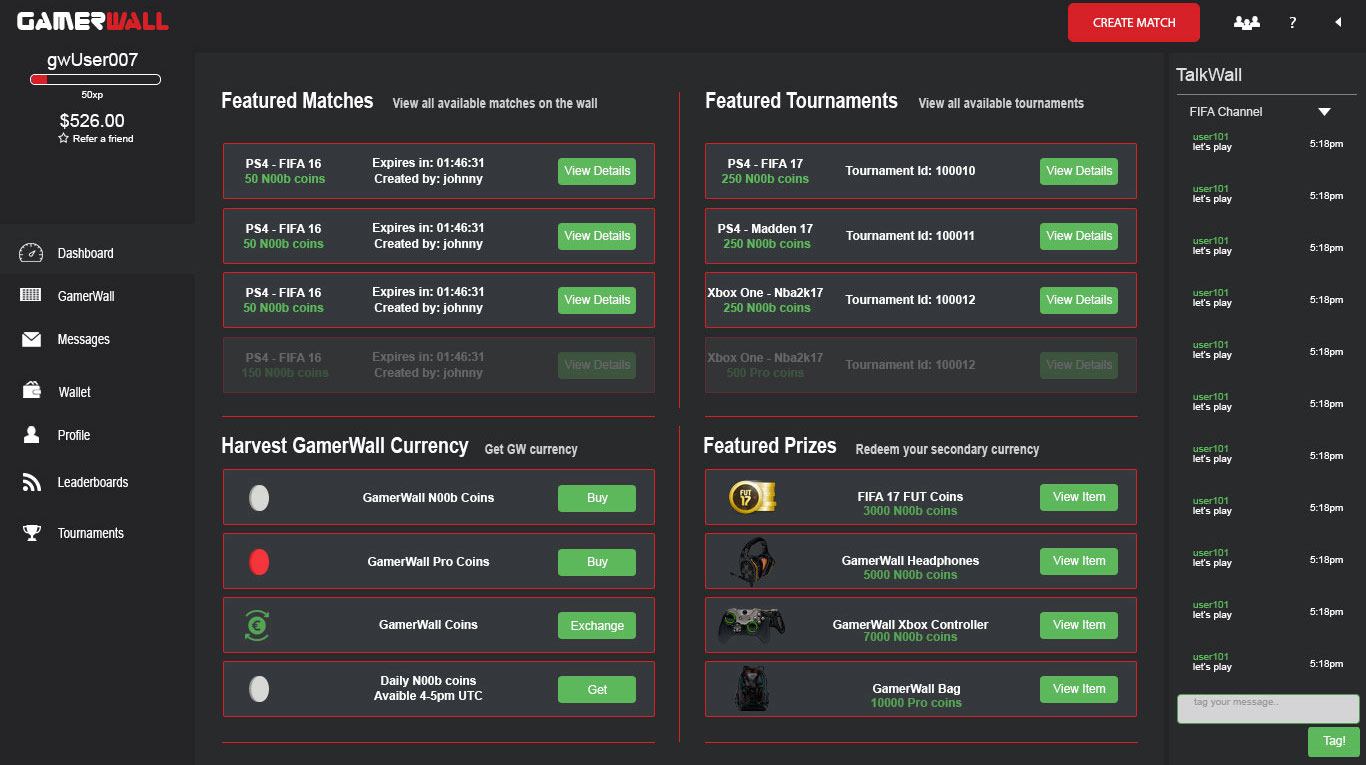 GAMERWALL
CREATE MATCH
?
gwUser007
50xp
$526.00
Refer a friend
Dashboard
GamerWall
Messages
Wallet
Profile
Leaderboards
Tournaments
Featured Matches View all available matches on the wall
PS4 - FIFA 16
50 N00b coins
Expires in: 01:46:31
Created by: johnny
View Details
PS4 - FIFA 16
50 N00b coins
Expires in: 01:46:31
Created by: johnny
View Details
PS4 - FIFA 16
50 N00b coins
Expires in: 01:46:31
Created by: johnny
View Details
PS4 - FIFA 16
150 N00b coins
Expires in: 01:46:31
Created by: johnny
View Details
Featured Tournaments View all available tournaments
PS4 - FIFA 17
250 N00b coins
Tournament Id: 100010
View Details
PS4 - Madden 17
250 N00b coins
Tournament Id: 100011
View Details
Xbox One - Nba2k17
250 N00b coins
Tournament Id: 100012
View Details
Xbox One - Nba2k17
500 Pro coins
Tournament Id: 100012
View Details
Harvest GamerWall Currency Get GW currency
GamerWall N00b Coins
Buy
GamerWall Pro Coins
Buy
€
GamerWall Coins
Exchange
Daily N00b coins
Avaible 4-5pm UTC
Get
Featured Prizes Redeem your secondary currency
FUT
17
FIFA 17 FUT Coins
3000 N00b coins
View Item
GamerWall Headphones
5000 N00b coins
View Item
GamerWall Xbox Controller
7000 N00b coins
View Item
GamerWall Bag
10000 Pro coins
View Item
TalkWall
FIFA Channel
user101
let's play
5:18pm
user101
let's play
5:18pm
user101
let's play
5:18pm
user101
let's play
5:18pm
user101
let's play
5:18pm
user101
let's play
5:18pm
user101
let's play
5:18pm
user101
let's play
5:18pm
user101
let's play
5:18pm
user101
let's play
5:18pm
user101
let's play
5:18pm
tag your message..
Tag!